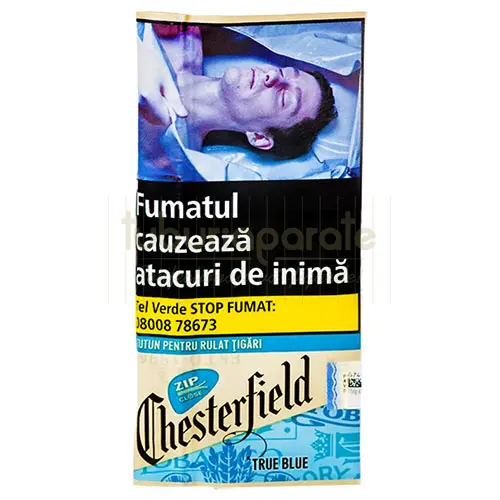 Fumatul
cauzează
atacuri de inimă
Tel Verde STOP FUMAT:
08008 78673
TUTUN PENTRU RULAT ŢIGĂRI
ZIP
CLOSE
Chesterfield
TRUE BLUE